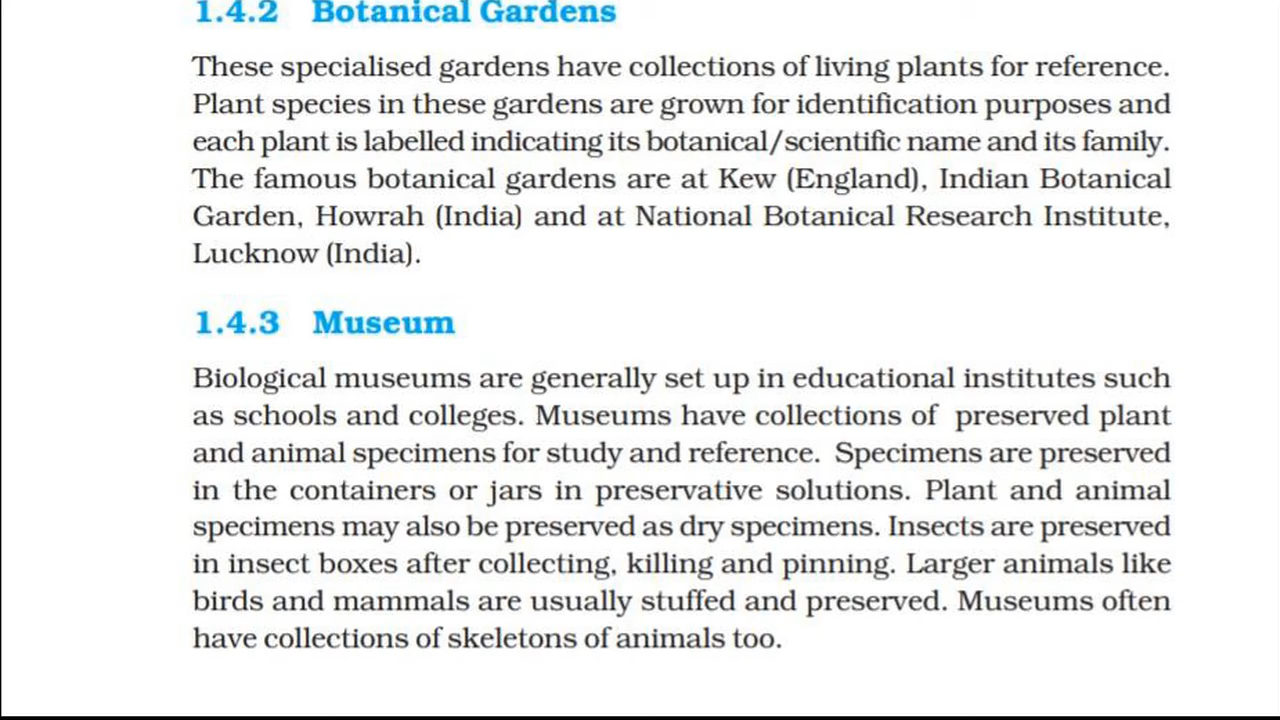 1.4.2 Botanical Gardens
These specialised gardens have collections of living plants for reference.
Plant species in these gardens are grown for identification purposes and
each plant is labelled indicating its botanical/scientific name and its family.
The famous botanical gardens are at Kew (England), Indian Botanical
Garden, Howrah (India) and at National Botanical Research Institute,
Lucknow (India).
1.4.3 Museum
Biological museums are generally set up in educational institutes such
as schools and colleges. Museums have collections of preserved plant
and animal specimens for study and reference. Specimens are preserved
in the containers or jars in preservative solutions. Plant and animal
specimens may also be preserved as dry specimens. Insects are preserved
in insect boxes after collecting, killing and pinning. Larger animals like
birds and mammals are usually stuffed and preserved. Museums often
have collections of skeletons of animals too.